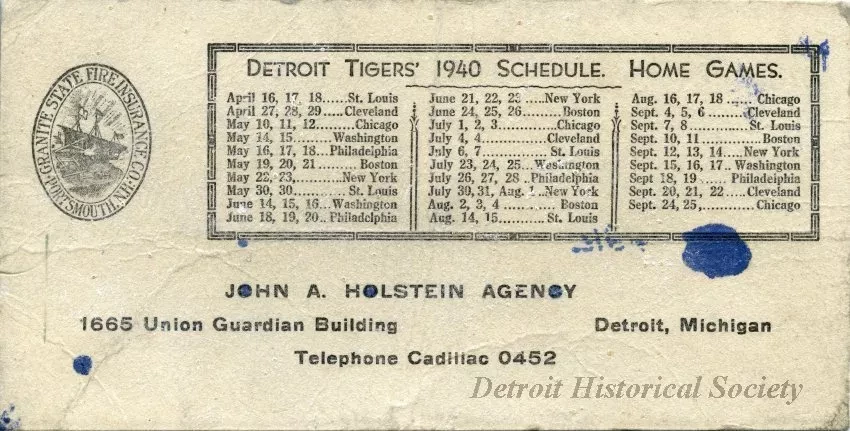 GRANITE STATE FIRE INSURANCE CO.
PORTSMOUTH, N.H.
DETROIT TIGERS' 1940 SCHEDULE. HOME GAMES.
April 16, 17, 18.....St. Louis
April 27, 28, 29.....Cleveland
May 10, 11, 12..........Chicago
May 14, 15..........Washington
May 16, 17, 18..Philadelphia
May 19, 20, 21..........Boston
May 22, 23,..........New York
May 30, 30..............St. Louis
June 14, 15, 16..Washington
June 18, 19, 20..Philadelphia
June 21, 22, 23.....New York
June 24, 25, 26..........Boston
July 1, 2, 3..............Chicago
July 4, 4..............Cleveland
July 6, 7..............St. Louis
July 23, 24, 25...Washington
July 26, 27, 28..Philadelphia
July 30, 31, Aug. 1..New York
Aug. 2, 3, 4..............Boston
Aug. 14, 15..........St. Louis
Aug. 16, 17, 18......Chicago
Sept. 4, 5, 6..........Cleveland
Sept. 7, 8..............St. Louis
Sept. 10, 11..............Boston
Sept. 12, 13, 14....New York
Sept. 15, 16, 17..Washington
Sept 18, 19.....Philadelphia
Sept. 20, 21, 22.....Cleveland
Sept. 24, 25,..........Chicago
JOHN A. HOLSTEIN AGENCY
1665 Union Guardian Building Detroit, Michigan
Telephone Cadillac 0452
Detroit Historical Society